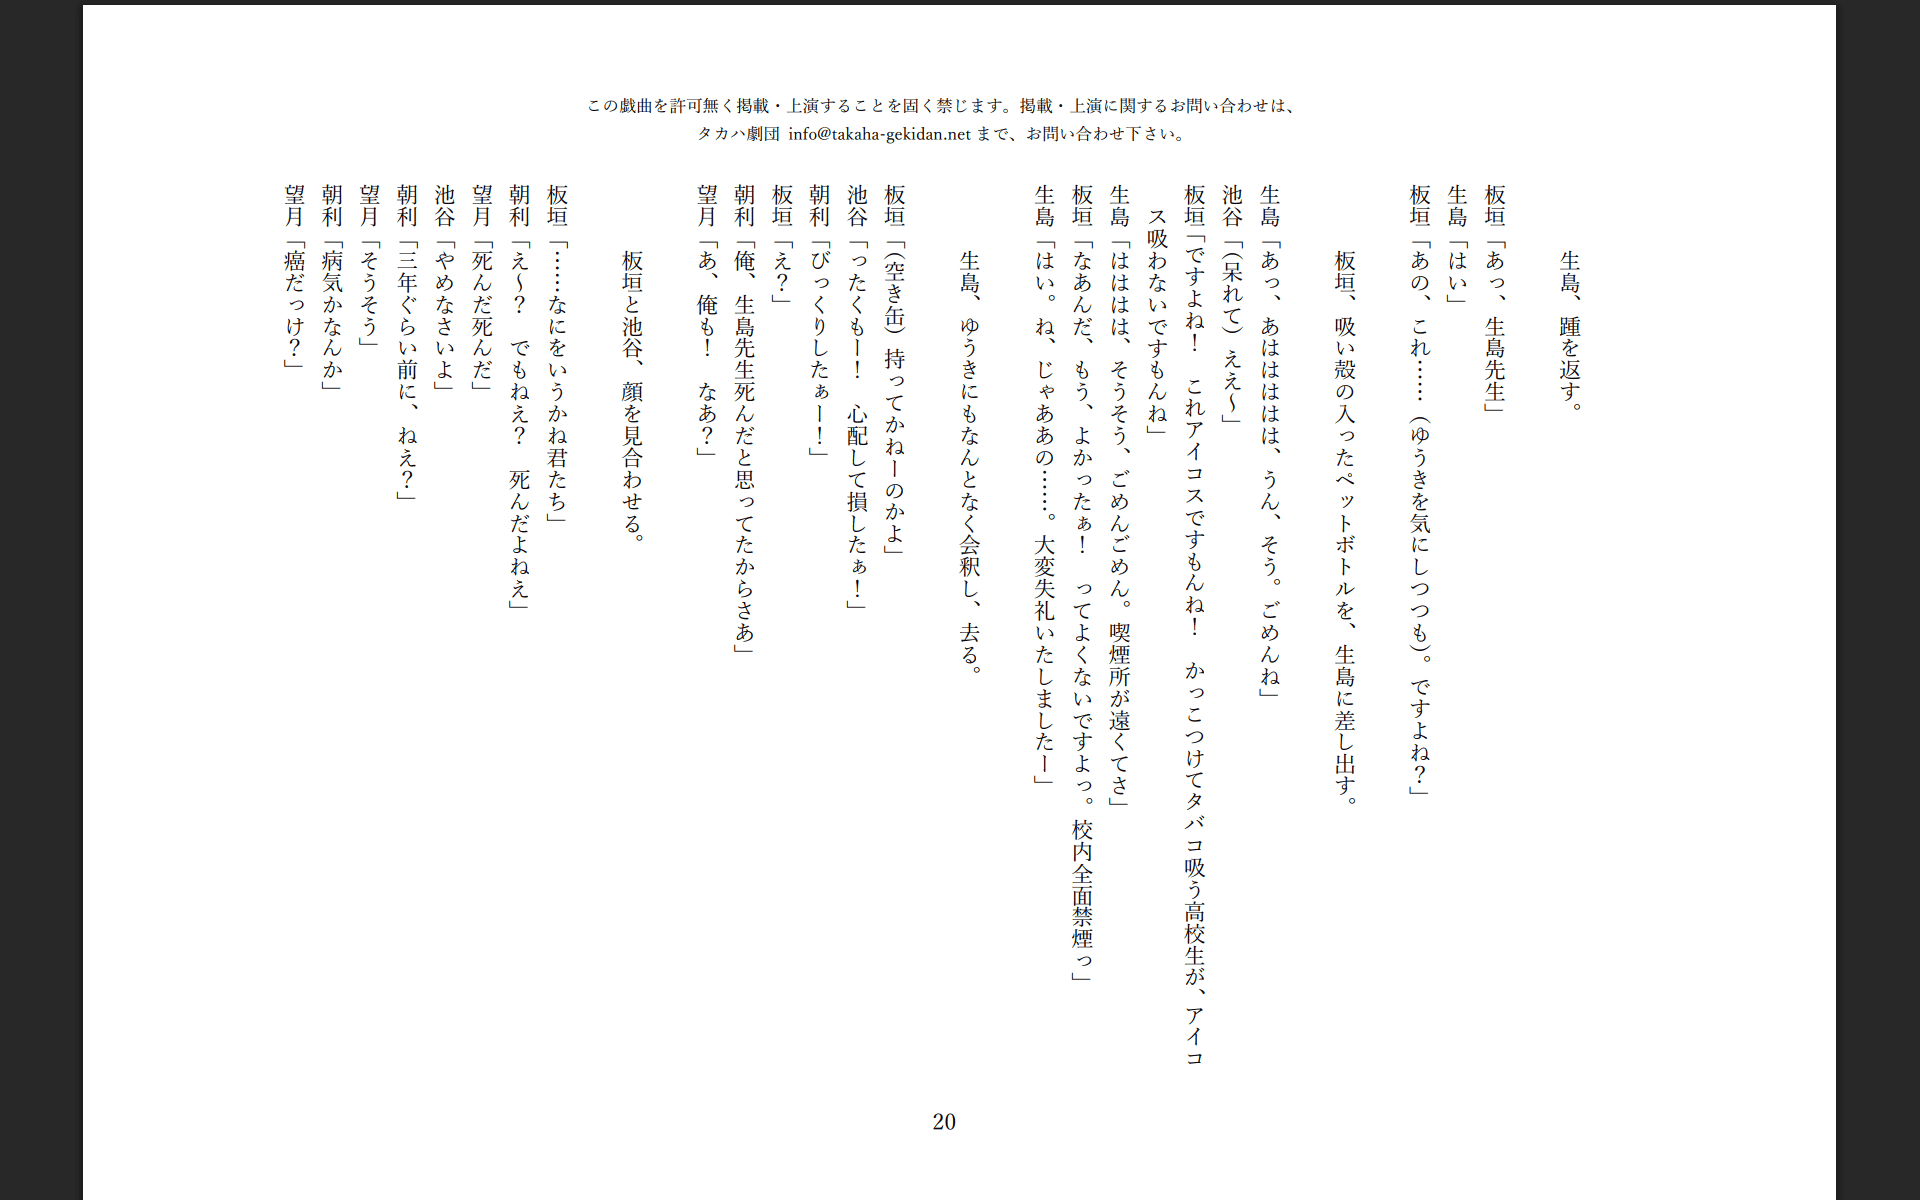 この戯曲を許可無く掲載・上演することを固く禁じます。掲載・上演に関するお問い合わせは、
タカハ劇団 info@takaha-gekidan.net まで、お問い合わせ下さい。
生島、踵を返す。
板垣「あっ、生島先生」
生島「はい」
板垣「あの、これ……（ゆうきを気にしつつも）。ですよね？」
板垣、吸い殻の入ったペットボトルを、生島に差し出す。
生島「あっ、あはははははは、うん、そう。ごめんね」
池谷「（呆れて）ええ〜」
板垣「ですよね！　これアイコスですもんね！　かっこつけてタバコ吸う高校生が、アイコ
ス吸わないですもんね」
生島「はははは、そうそう、ごめんごめん。喫煙所が遠くてさ」
板垣「なあんだ、もう、よかったぁ！　ってよくないですよっ。校内全面禁煙っ」
生島「はい。ね、じゃああの……。大変失礼いたしましたー」
生島、ゆうきにもなんとなく会釈し、去る。
板垣「（空き缶）持ってかねーのかよ」
池谷「ったくもー！　心配して損したぁ！」
朝利「びっくりしたぁー！」
板垣「え？」
朝利「俺、生島先生死んだと思ってたからさあ」
望月「あ、俺も！　なあ？」
板垣と池谷、顔を見合わせる。
板垣「……なにをいうかね君たち」
朝利「え〜？　でもねえ？　死んだよねえ」
望月「死んだ死んだ」
池谷「やめなさいよ」
朝利「三年ぐらい前に、ねえ？」
望月「そうそう」
朝利「病気かなんか」
望月「癌だっけ？」
20